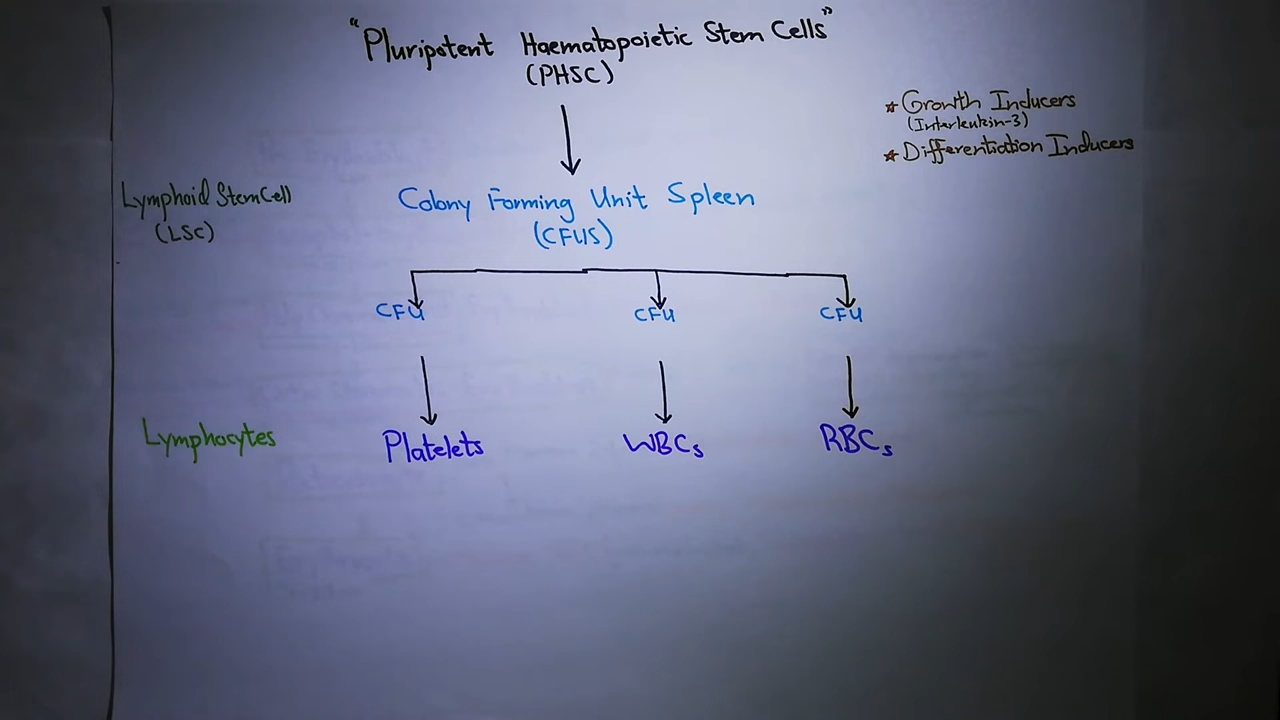 "Pluripotent Haematopoietic Stem Cells"
(PHSC)
* Growth Inducers
(Interleukin-3)
* Differentiation Inducers
Lymphoid Stem Cell
(LSC)
Colony Forming Unit Spleen
(CFUS)
CFU CFU CFU
Lymphocytes Platelets WBCs RBCs